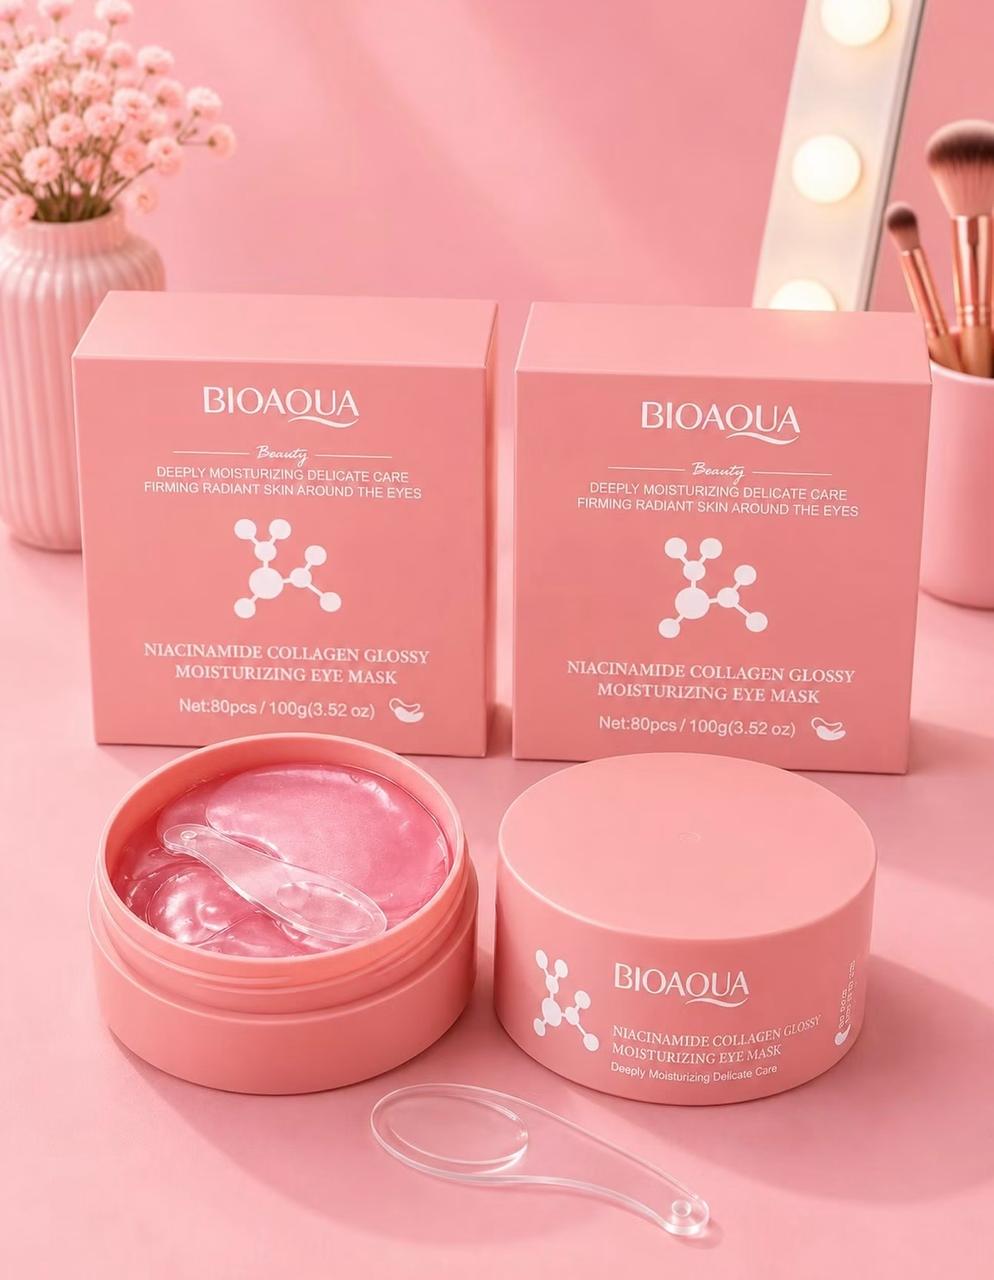 BIOAQUA
Beauty
DEEPLY MOISTURIZING DELICATE CARE
FIRMING RADIANT SKIN AROUND THE EYES
NIACINAMIDE COLLAGEN GLOSSY
MOISTURIZING EYE MASK
Net:80pcs / 100g(3.52 oz)
BIOAQUA
Beauty
DEEPLY MOISTURIZING DELICATE CARE
FIRMING RADIANT SKIN AROUND THE EYES
NIACINAMIDE COLLAGEN GLOSSY
MOISTURIZING EYE MASK
Net:80pcs / 100g(3.52 oz)
BIOAQUA
NIACINAMIDE COLLAGEN GLOSSY
MOISTURIZING EYE MASK
Deeply Moisturizing Delicate Care